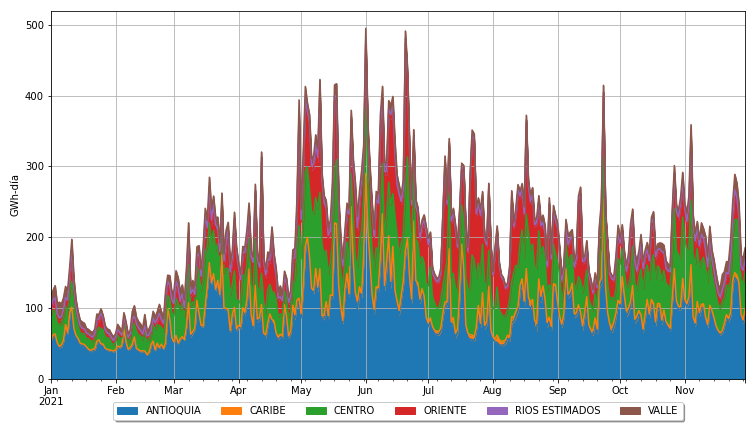 500
400
300
200
100
0
GWh-día
Jan Feb Mar Apr May Jun Jul Aug Sep Oct Nov
2021
ANTIOQUIA CARIBE CENTRO ORIENTE RIOS ESTIMADOS VALLE